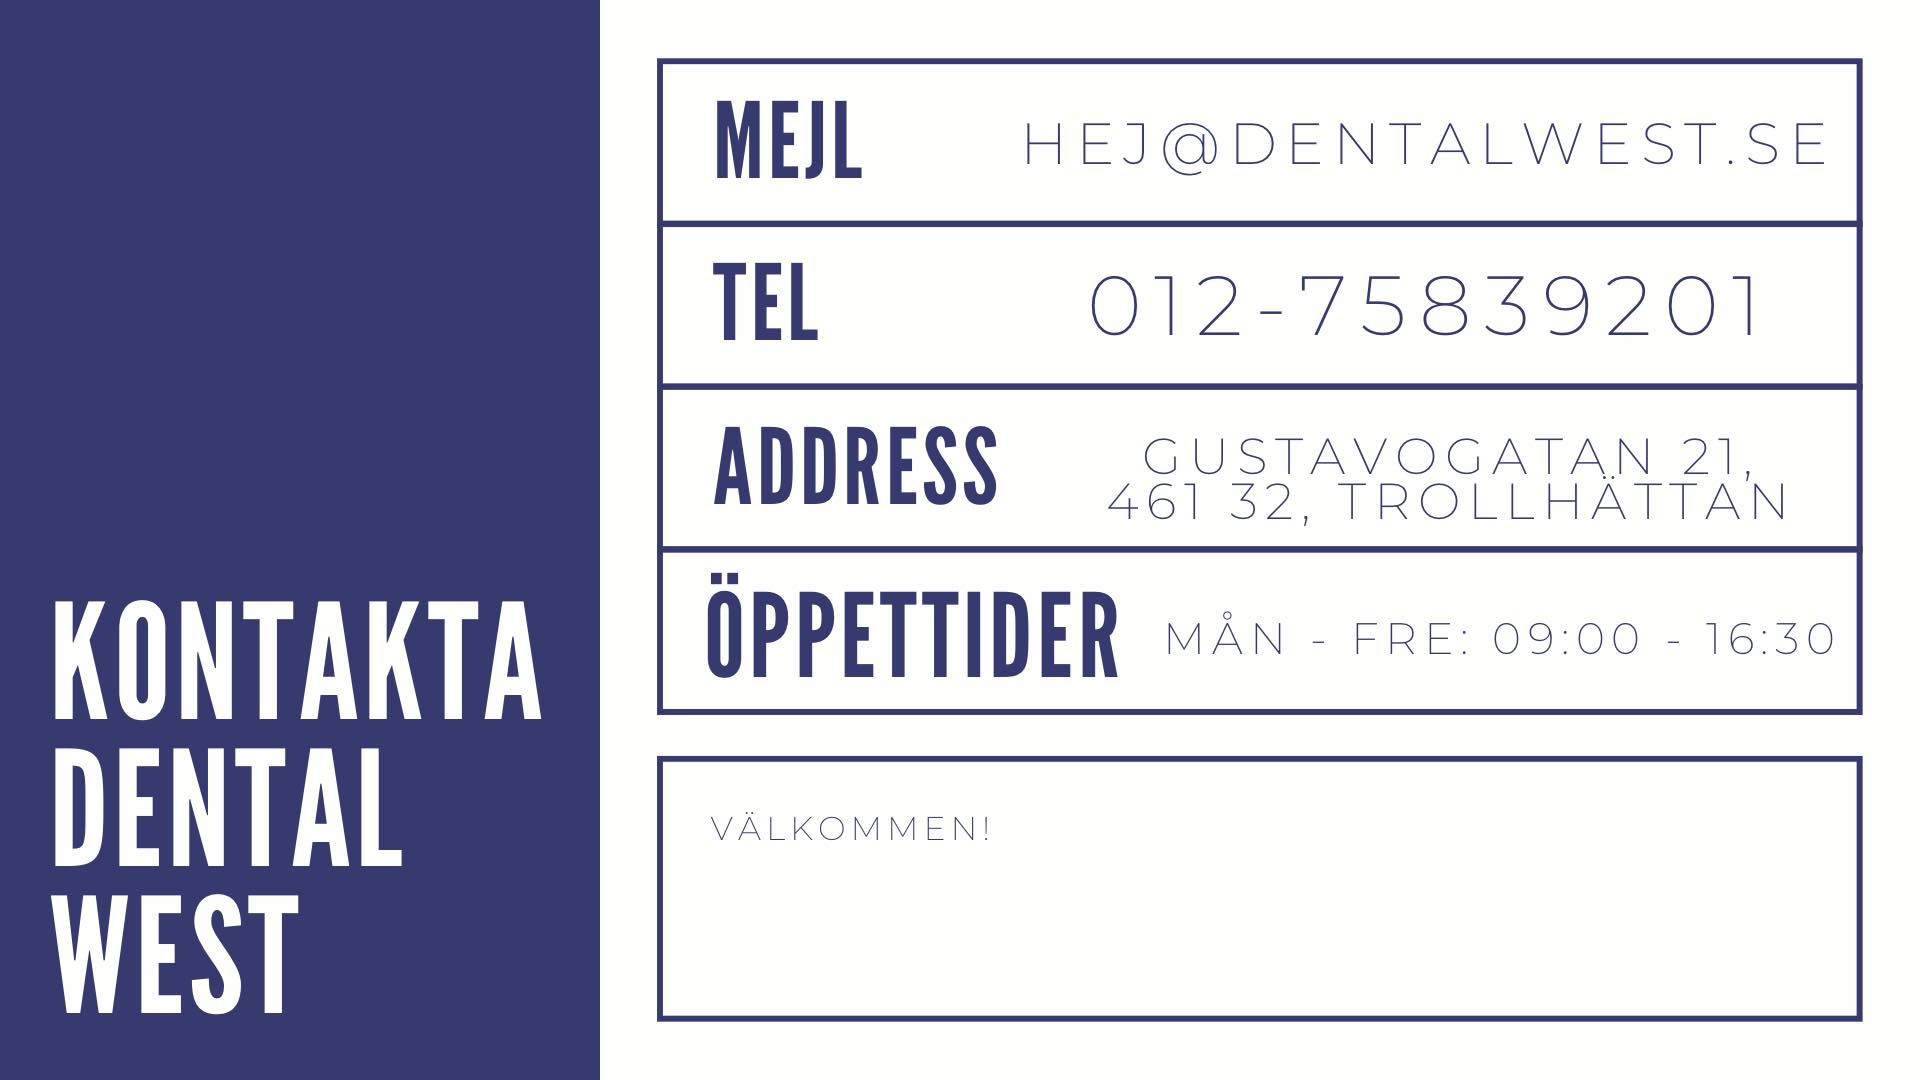 KONTAKTA
DENTAL
WEST
MEJL HEJ@DENTALWEST.SE
TEL 012-75839201
ADDRESS GUSTAVOGATAN 21,
461 32, TROLLHÄTTAN
ÖPPETTIDER MÅN - FRE: 09:00 - 16:30
VÄLKOMMEN!